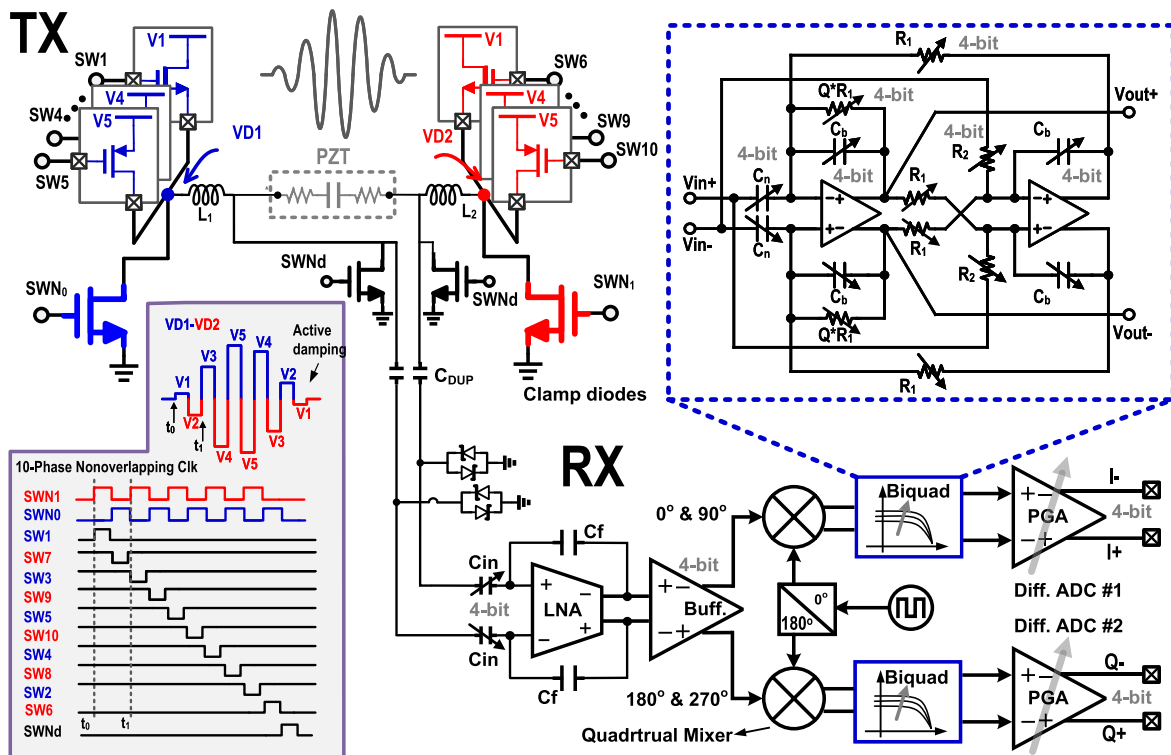 TX
SW1
V1
SW4
V4
V5
SW5
VD1
PZT
L1
SWN0
V1
SW6
V4
SW9
V5
SW10
VD2
L2
SWNd
SWNd
SWN1
CDUP
Clamp diodes
VD1-VD2
Active
damping
V1
V3
V5
V4
V2
V2
V4
V5
V3
V1
t0
t1
10-Phase Nonoverlapping Clk
SWN1
SWN0
SW1
SW7
SW3
SW9
SW5
SW10
SW4
SW8
SW2
SW6
SWNd
t0
t1
R1
4-bit
Q*R1
4-bit
Cb
4-bit
Cn
Vin+
Vin-
Cn
− +
+ −
R1
R1
4-bit
R2
R2
Cb
4-bit
− +
+ −
Cb
Q*R1
Cb
R1
Vout+
Vout-
RX
Cf
Cin
4-bit
Cin
+
−
LNA
−
+
Cf
4-bit
+ −
Buff.
− +
0° & 90°
180° & 270°
0°
180°
Quadrtrual Mixer
Biquad
+ −
PGA
− +
I-
4-bit
I+
Diff. ADC #1
Diff. ADC #2
Biquad
+ −
PGA
− +
Q-
4-bit
Q+